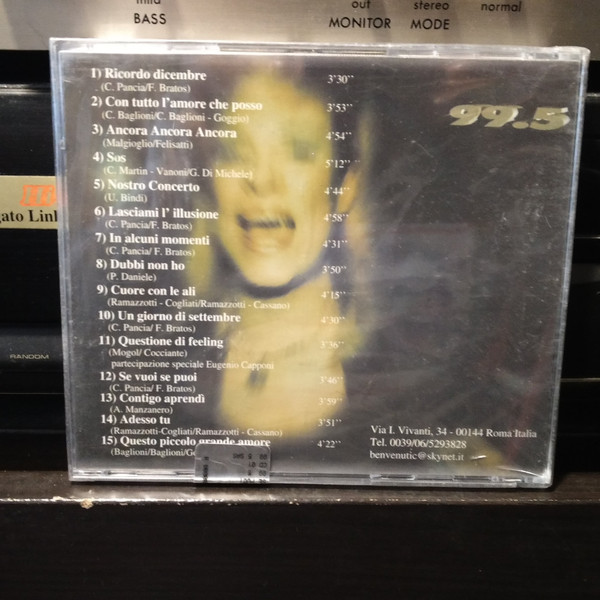 mild
BASS
out
MONITOR
stereo
MODE
normal
99.5
1) Ricordo dicembre 3'30''
(C. Pancia/F. Bratos)
2) Con tutto l'amore che posso 3'53''
(C. Baglioni/C. Baglioni - Goggio)
3) Ancora Ancora Ancora 4'54''
(Malgioglio/Felisatti)
4) Sos 5'12''
(C. Martin - Vanoni/G. Di Michele)
5) Nostro Concerto 4'44''
(U. Bindi)
6) Lasciami l' illusione 4'58''
(C. Pancia/F. Bratos)
7) In alcuni momenti 4'31''
(C. Pancia/ F. Bratos)
8) Dubbi non ho 3'50''
(P. Daniele)
9) Cuore con le ali 4'15''
(Ramazzotti - Cogliati/Ramazzotti - Cassano)
10) Un giorno di settembre 4'30''
(C. Pancia/ F. Bratos)
11) Questione di feeling 3'36''
(Mogol/ Cocciante)
partecipazione speciale Eugenio Capponi
12) Se vuoi se puoi 3'46''
(C. Pancia/ F. Bratos)
13) Contigo aprendì 3'59''
(A. Manzanero)
14) Adesso tu 3'51''
(Ramazzotti-Cogliati/Ramazzotti - Cassano)
15) Questo piccolo grande amore 4'22''
(Baglioni/Baglioni/
Via I. Vivanti, 34 - 00144 Roma Italia
Tel. 0039/06/5293828
benvenutic@skynet.it
gato Lin
RANDOM